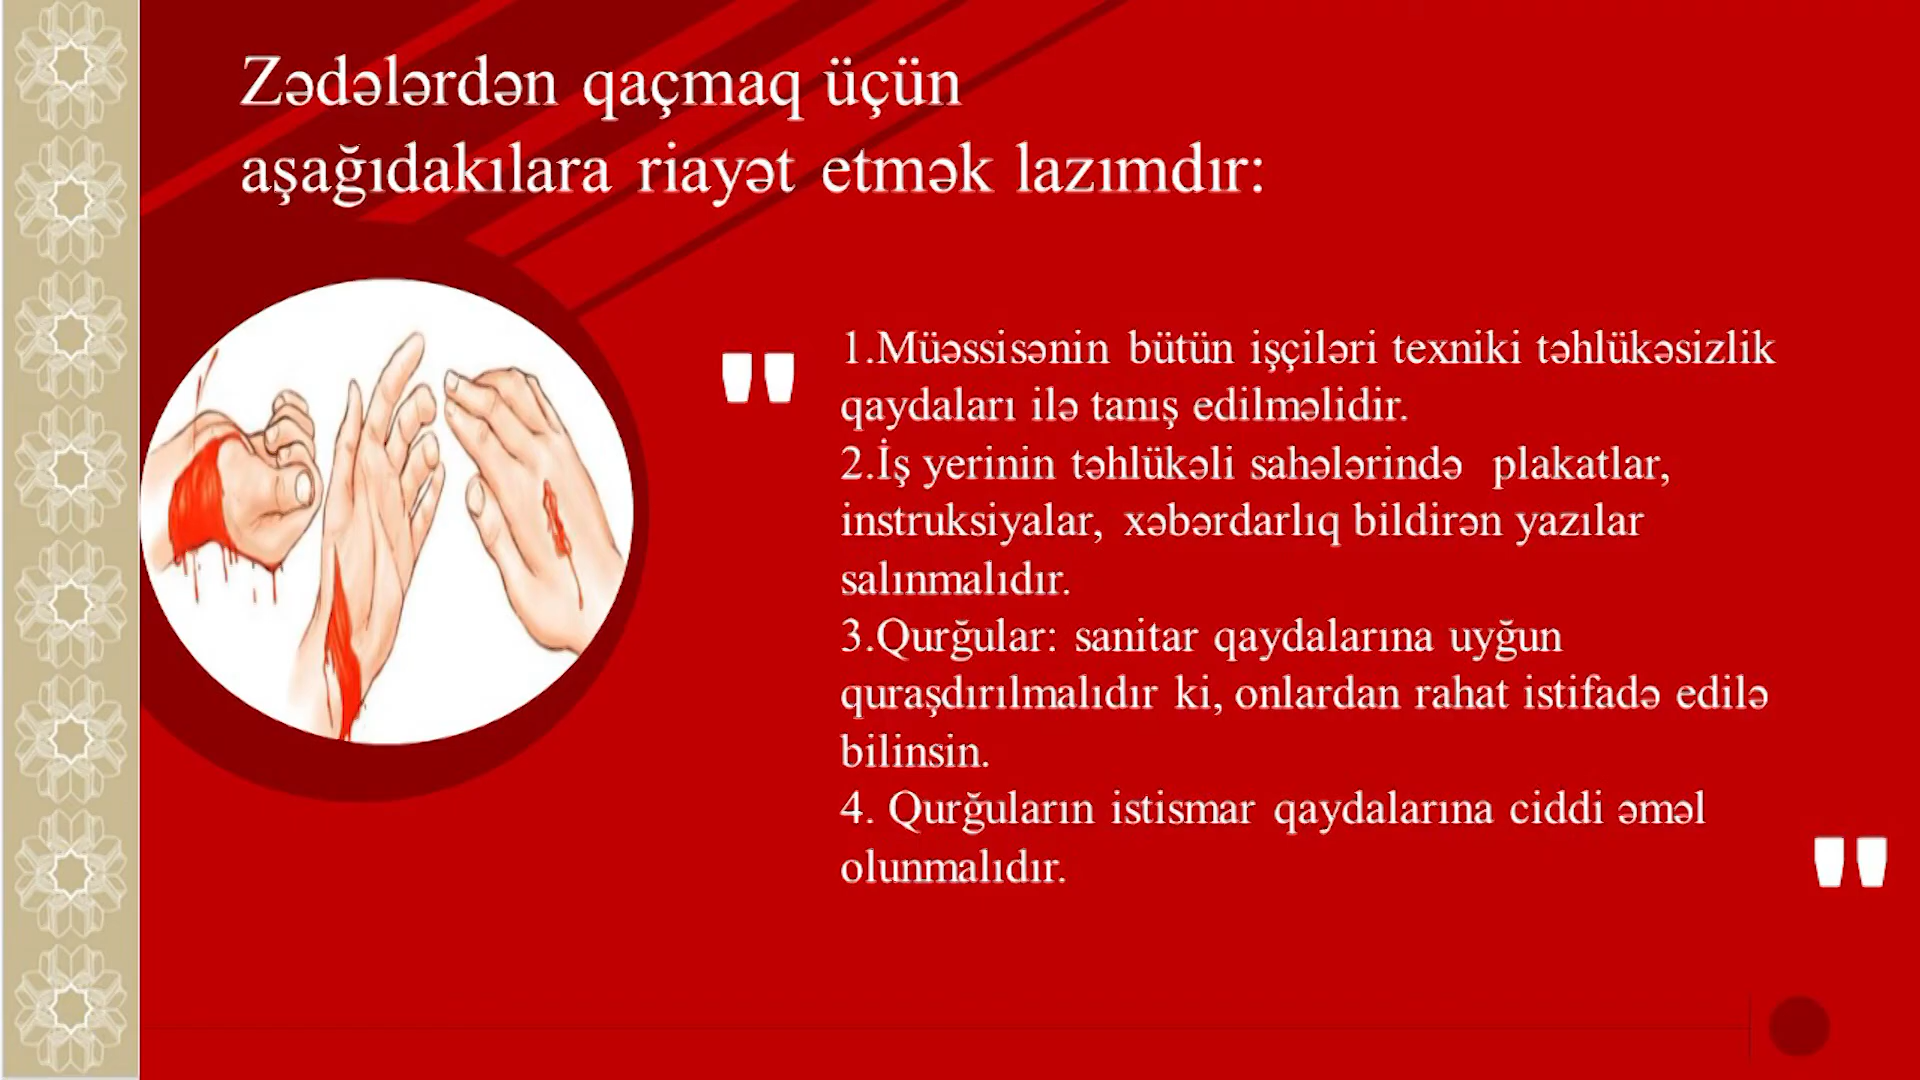 Zədələrdən qaçmaq üçün
aşağıdakılara riayət etmək lazımdır:
"
1.Müəssisənin bütün işçiləri texniki təhlükəsizlik
qaydaları ilə tanış edilməlidir.
2.İş yerinin təhlükəli sahələrində plakatlar,
instruksiyalar, xəbərdarlıq bildirən yazılar
salınmalıdır.
3.Qurğular: sanitar qaydalarına uyğun
quraşdırılmalıdır ki, onlardan rahat istifadə edilə
bilinsin.
4. Qurğuların istismar qaydalarına ciddi əməl
olunmalıdır.
"